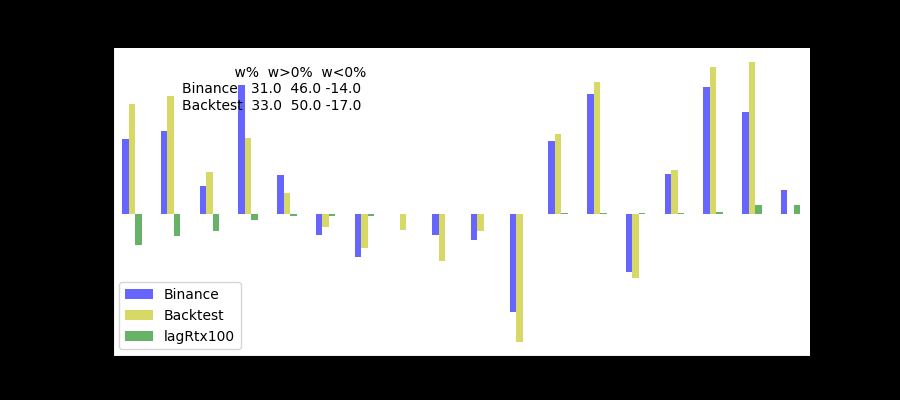 w% w>0% w<0%
Binance 31.0 46.0 -14.0
Backtest 33.0 50.0 -17.0
Binance
Backtest
lagRtx100